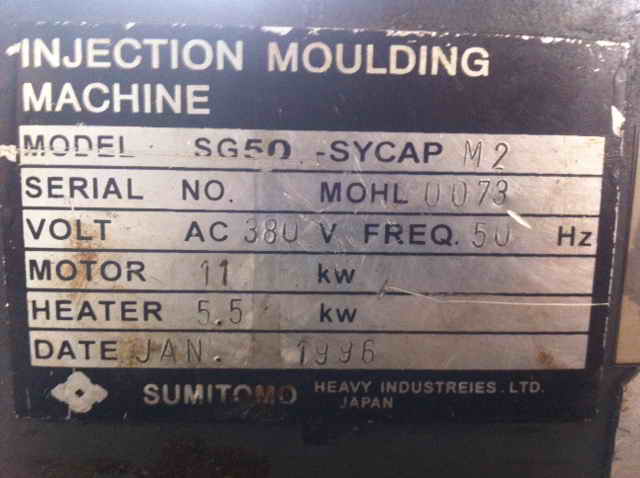 INJECTION MOULDING
MACHINE
MODEL SG50 -SYCAP M2
SERIAL NO. MOHL 0073
VOLT AC 380 V FREQ. 50 Hz
MOTOR 11 kw
HEATER 5.5 kw
DATE JAN. 1996
SUMITOMO HEAVY INDUSTREIES. LTD.
JAPAN